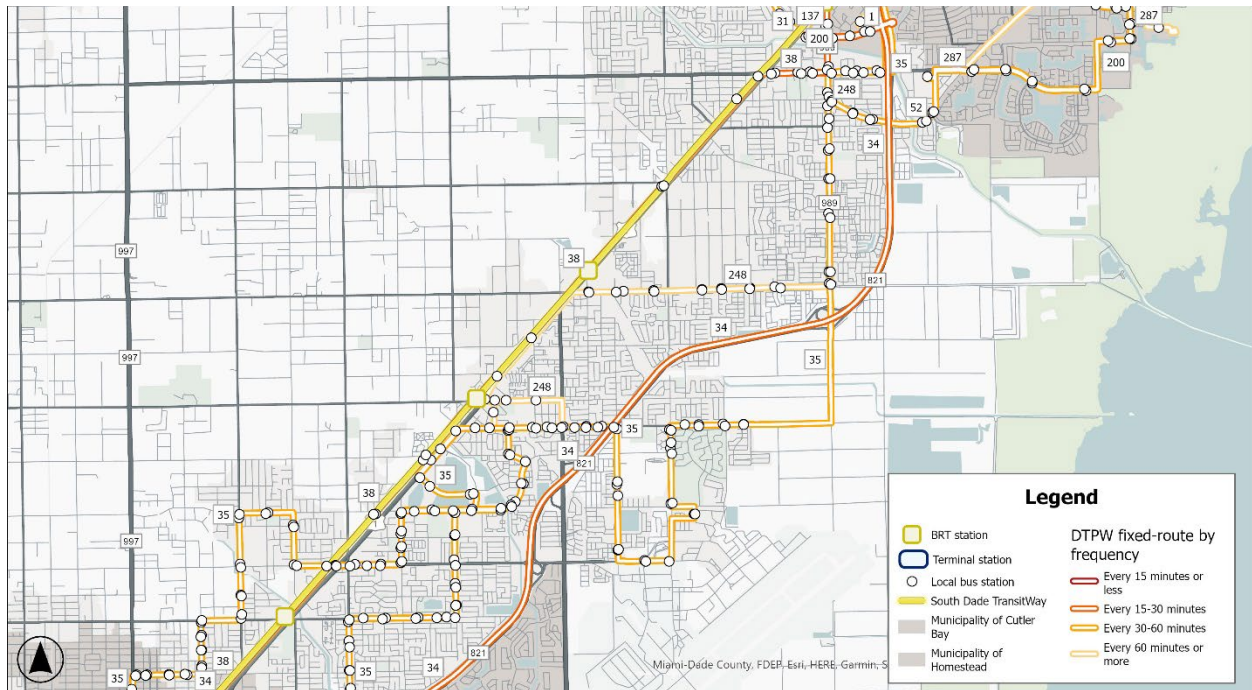 31
137
1
287
200
38
35
287
200
248
52
34
989
997
38
248
821
34
997
35
248
35
34
821
35
38
35
997
821
38
35
34
35
34
Miami-Dade County, FDEP, Esri, HERE, Garmin, S
Legend
BRT station
Terminal station
Local bus station
South Dade TransitWay
Municipality of Cutler
Bay
Municipality of
Homestead
DTPW fixed-route by
frequency
Every 15 minutes or
less
Every 15-30 minutes
Every 30-60 minutes
Every 60 minutes or
more